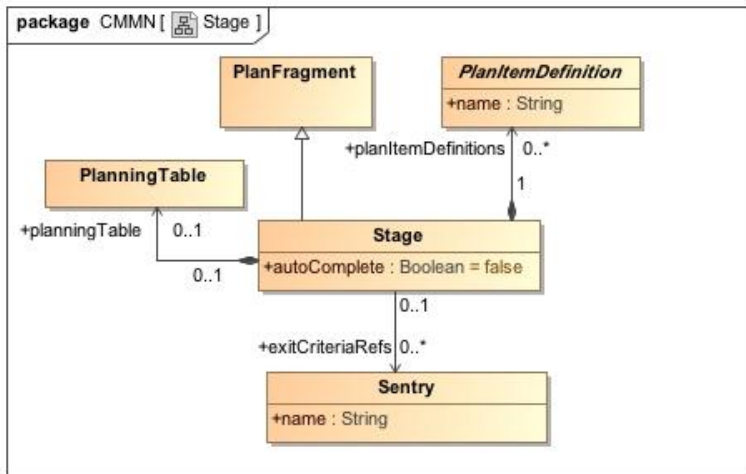 package CMMN [ Stage ]
PlanFragment
PlanItemDefinition
+name : String
+planItemDefinitions 0..*
1
PlanningTable
+planningTable 0..1
0..1
Stage
+autoComplete : Boolean = false
0..1
+exitCriteriaRefs 0..*
Sentry
+name : String